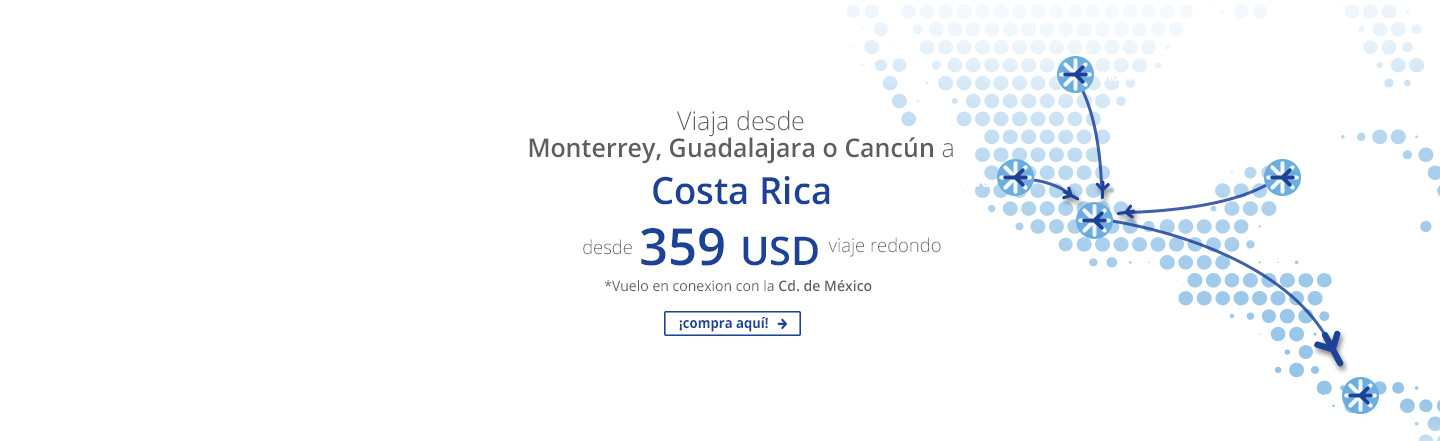 Viaja desde
Monterrey, Guadalajara o Cancún a
Costa Rica
desde 359 USD viaje redondo
*Vuelo en conexion con la Cd. de México
¡compra aquí! →